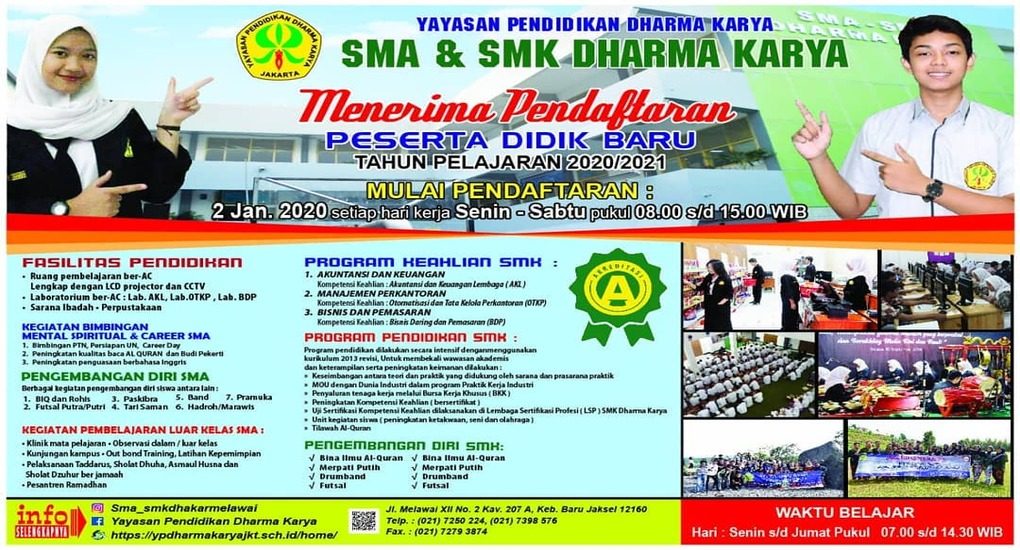 YAYASAN PENDIDIKAN DHARMA KARYA
SMA & SMK DHARMA KARYA
YAYASAN PENDIDIKAN DHARMA KARYA
JAKARTA
Menerima Pendaftaran
PESERTA DIDIK BARU
TAHUN PELAJARAN 2020/2021
MULAI PENDAFTARAN :
2 Jan. 2020 setiap hari kerja Senin - Sabtu pukul 08.00 s/d 15.00 WIB
FASILITAS PENDIDIKAN
• Ruang pembelajaran ber-AC
Lengkap dengan LCD projector dan CCTV
• Laboratorium ber-AC : Lab. AKL, Lab.OTKP , Lab. BDP
• Sarana Ibadah - Perpustakaan
KEGIATAN BIMBINGAN
MENTAL SPIRITUAL & CAREER SMA
1. Bimbingan PTN, Persiapan UN, Career Day
2. Peningkatan kualitas baca AL QURAN dan Budi Pekerti
2. Peningkatan penguasaan berbahasa Inggris
PENGEMBANGAN DIRI SMA
Berbagai kegiatan pengembangan diri siswa antara lain :
1. BIQ dan Rohis 3. Paskibra 5. Band 7. Pramuka
2. Futsal Putra/Putri 4. Tari Saman 6. Hadroh/Marawis
KEGIATAN PEMBELAJARAN LUAR KELAS SMA :
• Klinik mata pelajaran • Observasi dalam / luar kelas
• Kunjungan kampus • Out bond Training, Latihan Kepemimpian
• Pelaksanaan Taddarus, Sholat Dhuha, Asmaul Husna dan
Sholat Dzuhur ber jamaah
• Pesantren Ramadhan
PROGRAM KEAHLIAN SMK :
1. AKUNTANSI DAN KEUANGAN
Kompetensi Keahlian : Akutansi dan Keuangan Lembaga ( AKL )
2. MANAJEMEN PERKANTORAN
Kompetensi Keahlian : Otomatisasi dan Tata Kelola Perkantoran (OTKP)
3. BISNIS DAN PEMASARAN
Kompetensi Keahlian : Bisnis Daring dan Pemasaran (BDP)
AKREDITASI
A
PROGRAM PENDIDIKAN SMK :
Program pendidikan dilakukan secara intensif denganmenggunakan
kurikulum 2013 revisi, Untuk membekali wawasan akademis
dan keterampilan serta peningkatan keimanan dilakukan :
» Keseimbangan antara teori dan praktik yang didukung oleh sarana dan prasarana praktik
» MOU dengan Dunia Industri dalam program Praktik Kerja Industri
» Penyaluran tenaga kerja melalui Bursa Kerja Khusus ( BKK )
» Peningkatan Kompetensi Keahlian ( bersertifikat )
» Uji Sertifikasi Kompetensi Keahlian dilaksanakan di Lembaga Sertifikasi Profesi ( LSP ) SMK Dharma Karya
» Unit kegiatan siswa ( peningkatan ketakwaan, seni dan olahraga )
» Tilawah Al-Quran
PENGEMBANGAN DIRI SMK:
√ Bina Ilmu Al-Quran √ Bina Ilmu Al-Quran
√ Merpati Putih √ Merpati Putih
√ Drumband √ Drumband
√ Futsal √ Futsal
info
SELENGKAPNYA
Sma_smkdhakarmelawai
Yayasan Pendidikan Dharma Karya
https://ypdharmakaryajkt.sch.id/home/
Jl. Melawai XII No. 2 Kav. 207 A, Keb. Baru Jaksel 12160
Telp. : (021) 7250 224, (021) 7398 576
Fax. : (021) 7279 3874
WAKTU BELAJAR
Hari : Senin s/d Jumat Pukul 07.00 s/d 14.30 WIB